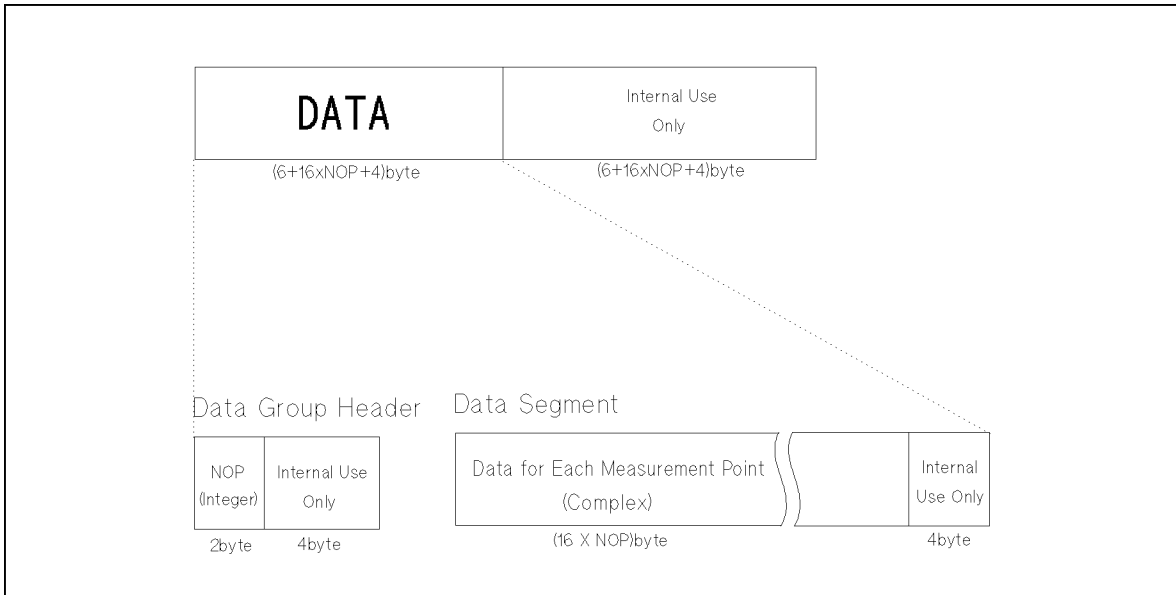 DATA
Internal Use
Only
(6+16xNOP+4)byte
(6+16xNOP+4)byte
Data Group Header
Data Segment
NOP
(Integer)
Internal Use
Only
Data for Each Measurement Point
(Complex)
Internal
Use Only
2byte
4byte
(16 X NOP)byte
4byte